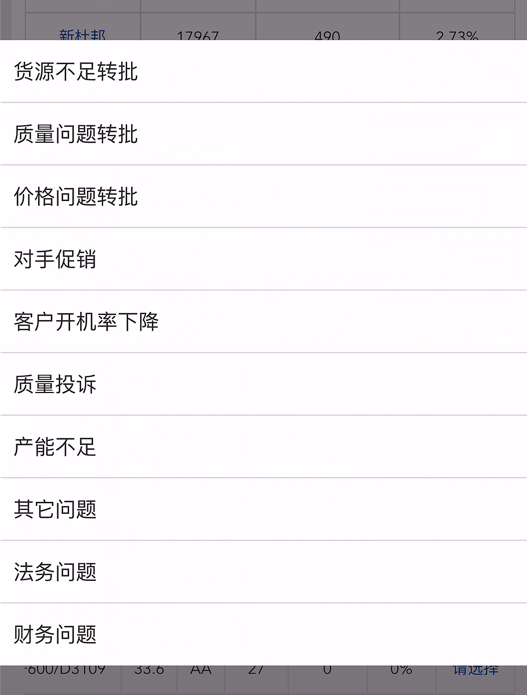 新杜邦 17967 490 2.73%
货源不足转批
质量问题转批
价格问题转批
对手促销
客户开机率下降
质量投诉
产能不足
其它问题
法务问题
财务问题
600/D3109 33.6 AA 27 0 0% 请选择